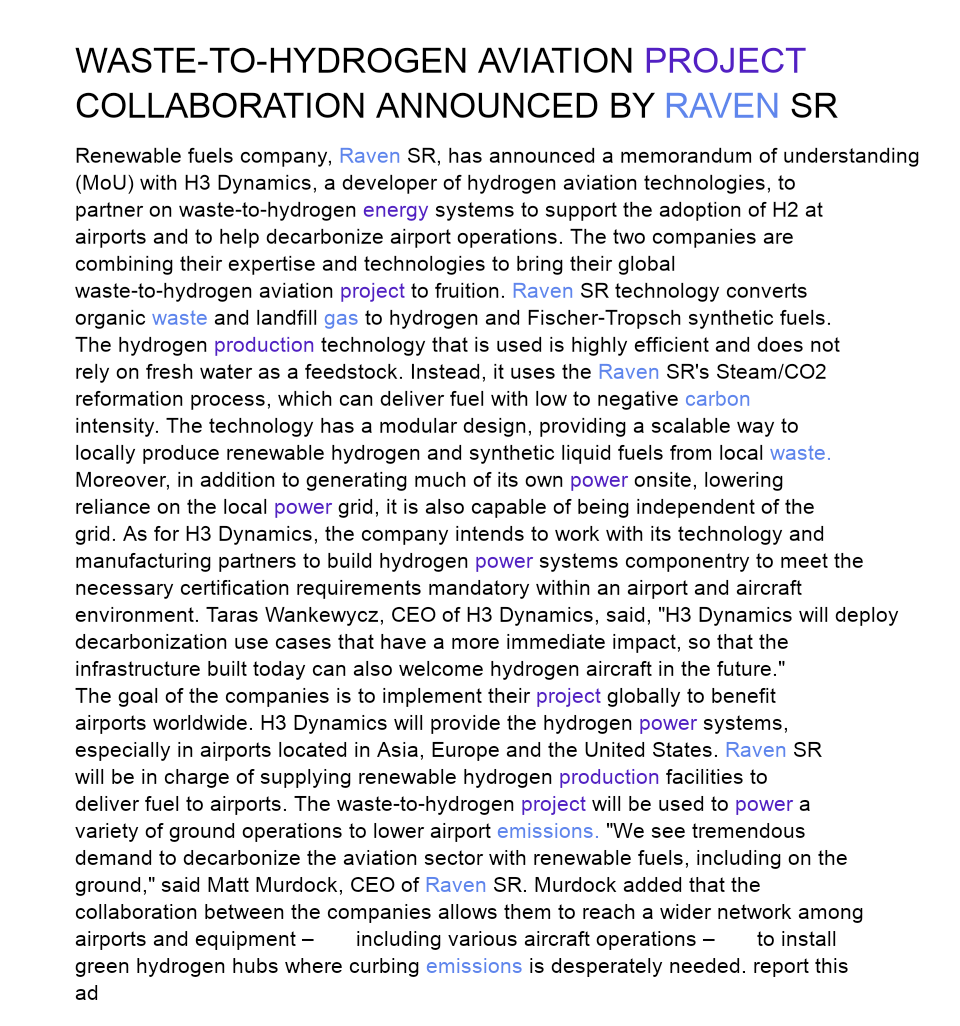 WASTE-TO-HYDROGEN AVIATION PROJECT
COLLABORATION ANNOUNCED BY RAVEN SR
Renewable fuels company, Raven SR, has announced a memorandum of understanding
(MoU) with H3 Dynamics, a developer of hydrogen aviation technologies, to
partner on waste-to-hydrogen energy systems to support the adoption of H2 at
airports and to help decarbonize airport operations. The two companies are
combining their expertise and technologies to bring their global
waste-to-hydrogen aviation project to fruition. Raven SR technology converts
organic waste and landfill gas to hydrogen and Fischer-Tropsch synthetic fuels.
The hydrogen production technology that is used is highly efficient and does not
rely on fresh water as a feedstock. Instead, it uses the Raven SR's Steam/CO2
reformation process, which can deliver fuel with low to negative carbon
intensity. The technology has a modular design, providing a scalable way to
locally produce renewable hydrogen and synthetic liquid fuels from local waste.
Moreover, in addition to generating much of its own power onsite, lowering
reliance on the local power grid, it is also capable of being independent of the
grid. As for H3 Dynamics, the company intends to work with its technology and
manufacturing partners to build hydrogen power systems componentry to meet the
necessary certification requirements mandatory within an airport and aircraft
environment. Taras Wankewycz, CEO of H3 Dynamics, said, "H3 Dynamics will deploy
decarbonization use cases that have a more immediate impact, so that the
infrastructure built today can also welcome hydrogen aircraft in the future."
The goal of the companies is to implement their project globally to benefit
airports worldwide. H3 Dynamics will provide the hydrogen power systems,
especially in airports located in Asia, Europe and the United States. Raven SR
will be in charge of supplying renewable hydrogen production facilities to
deliver fuel to airports. The waste-to-hydrogen project will be used to power a
variety of ground operations to lower airport emissions. "We see tremendous
demand to decarbonize the aviation sector with renewable fuels, including on the
ground," said Matt Murdock, CEO of Raven SR. Murdock added that the
collaboration between the companies allows them to reach a wider network among
airports and equipment – including various aircraft operations – to install
green hydrogen hubs where curbing emissions is desperately needed. report this
ad